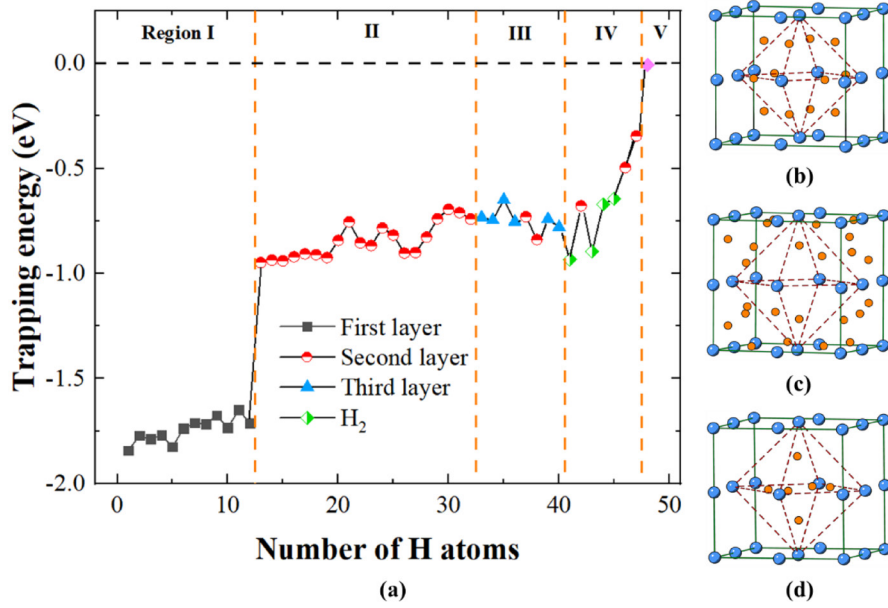 Region I II III IV V
0.0
-0.5
-1.0
-1.5
-2.0
Trapping energy (eV)
First layer
Second layer
Third layer
H₂
0 10 20 30 40 50
Number of H atoms
(a)
(b)
(c)
(d)